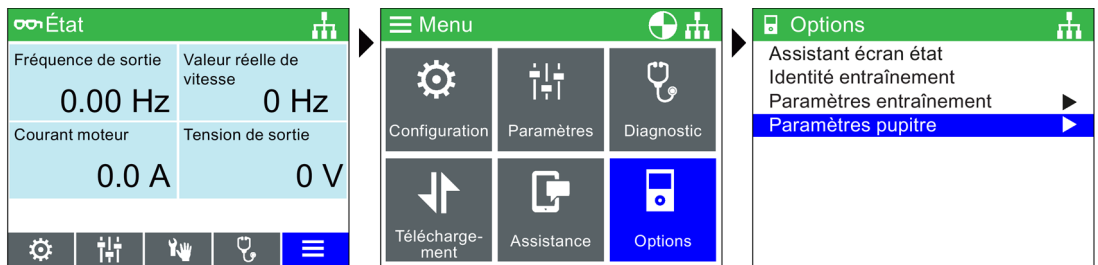 État
Fréquence de sortie
0.00 Hz
Valeur réelle de
vitesse
0 Hz
Courant moteur
0.0 A
Tension de sortie
0 V
Menu
Configuration
Paramètres
Diagnostic
Télécharge-
ment
Assistance
Options
Options
Assistant écran état
Identité entraînement
Paramètres entraînement
Paramètres pupitre